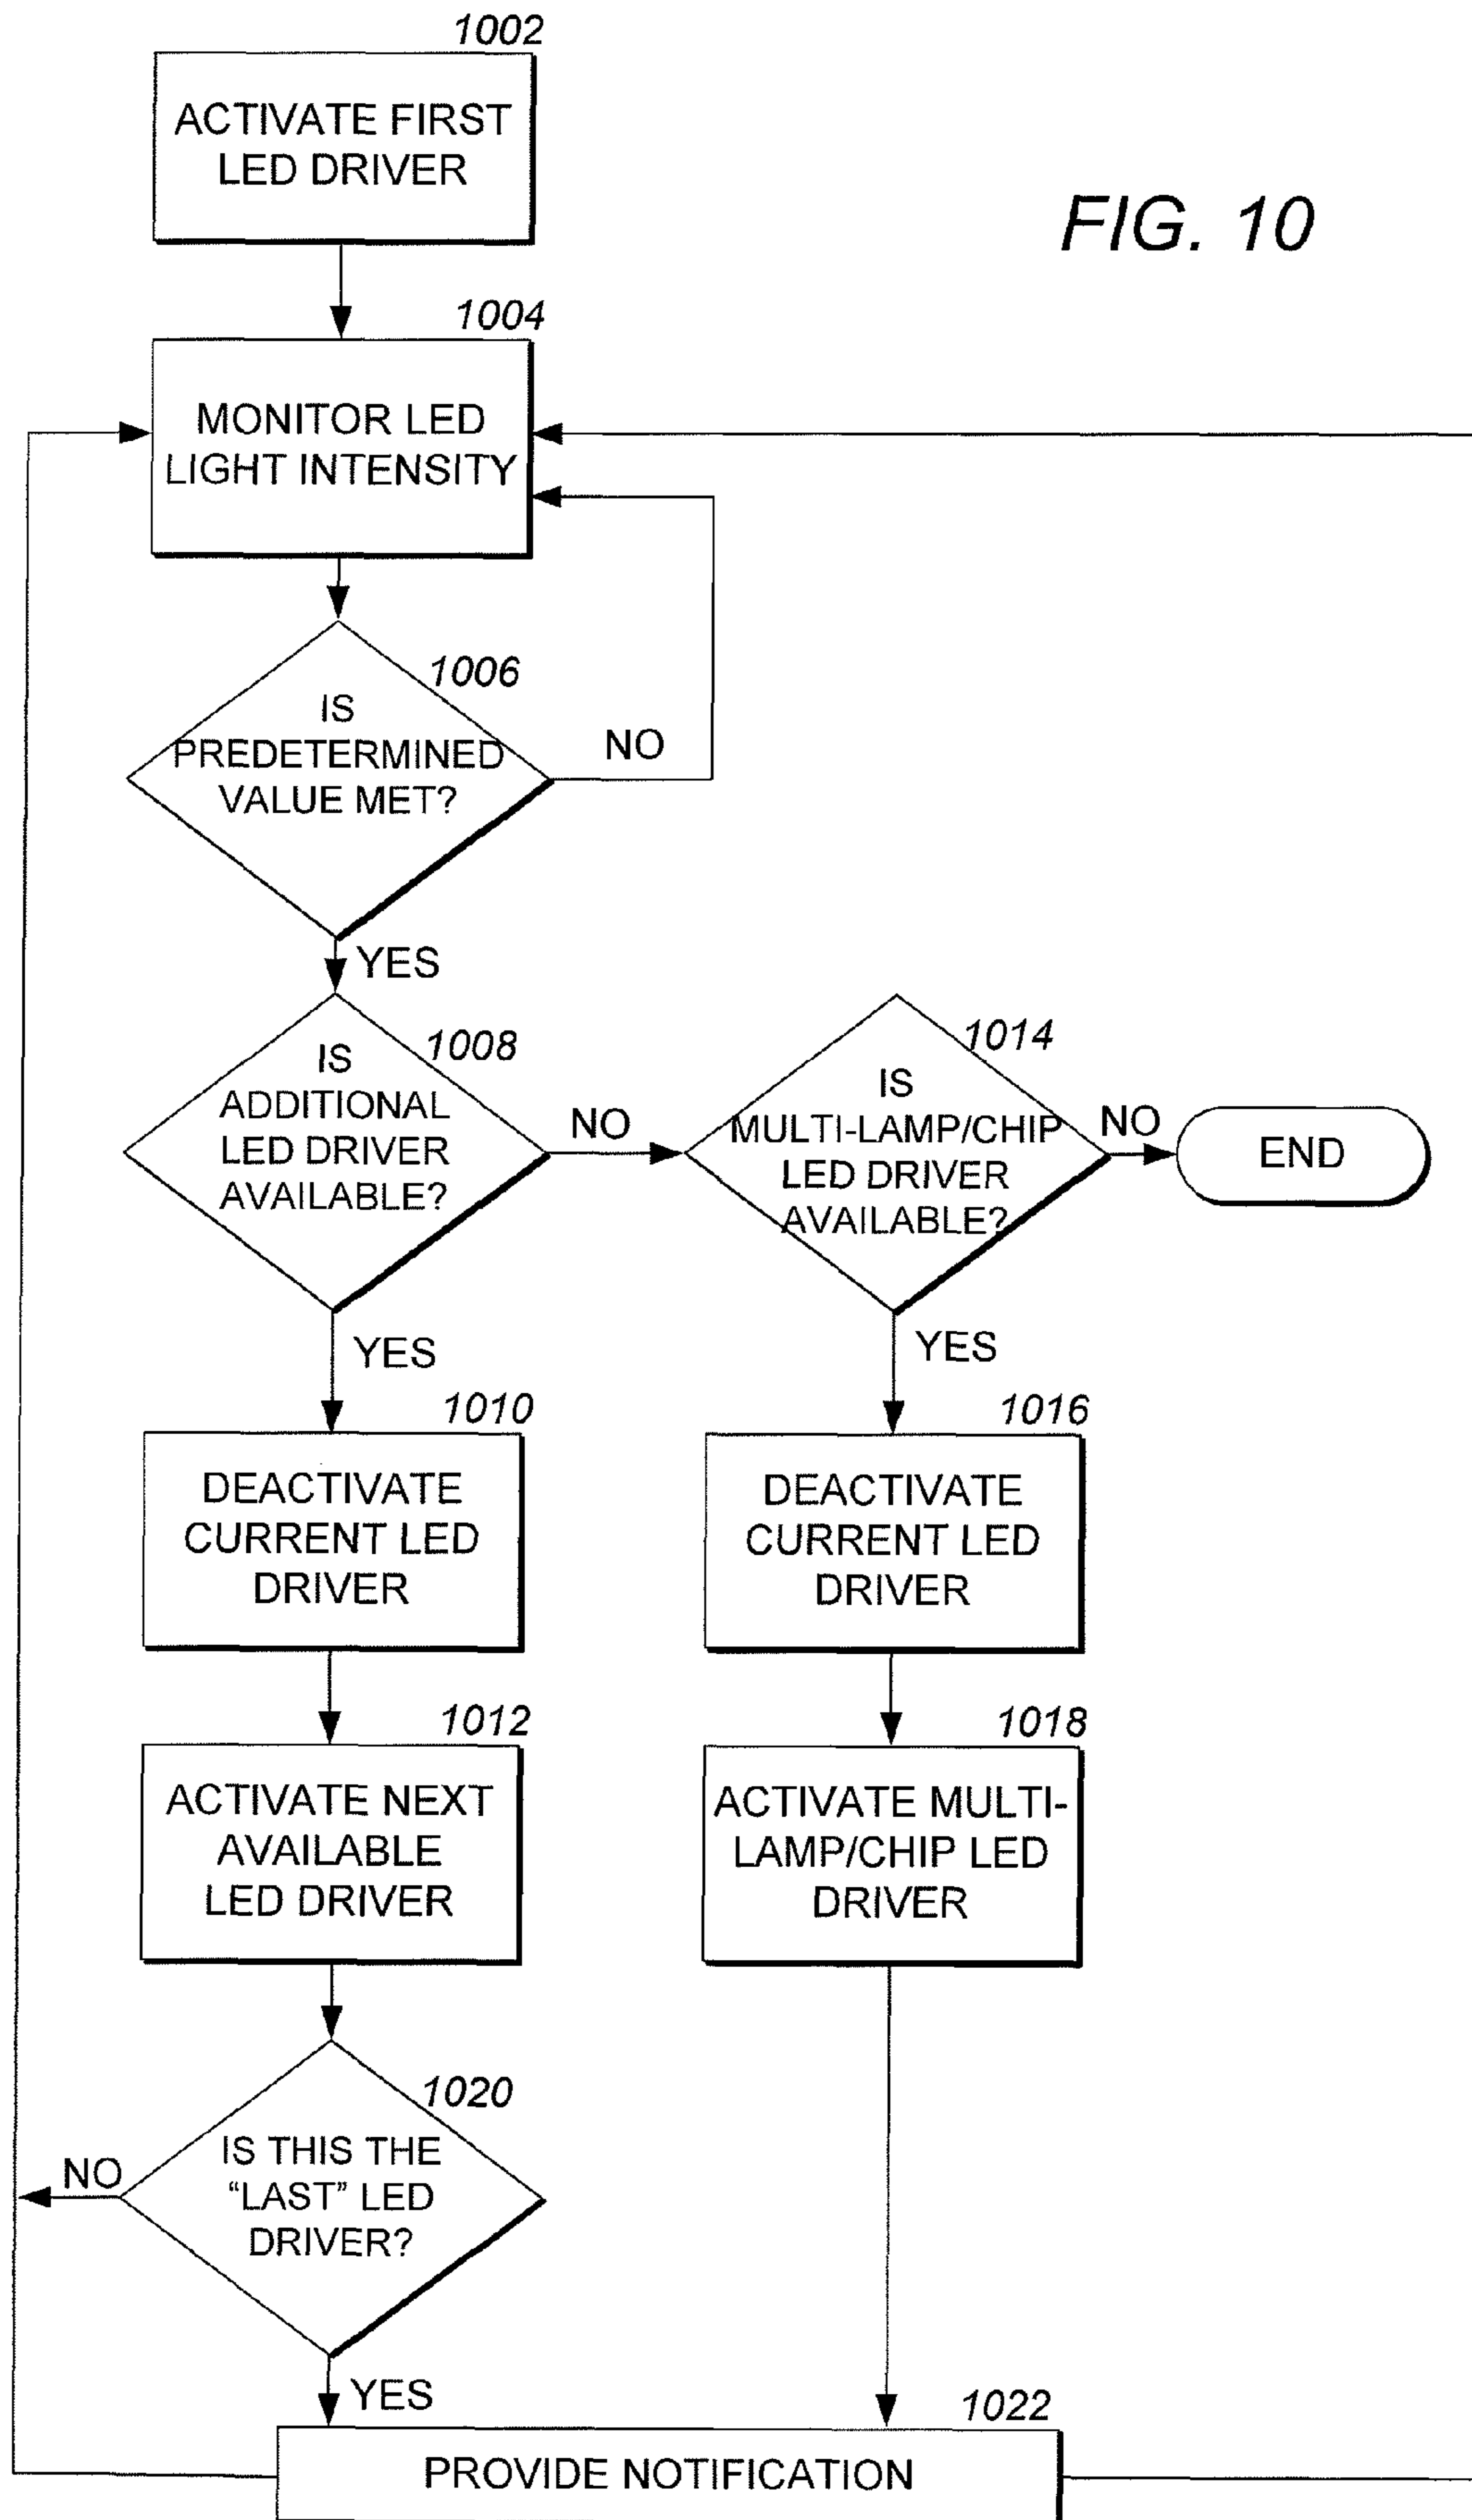 1002
ACTIVATE FIRST
LED DRIVER
FIG. 10
1004
MONITOR LED
LIGHT INTENSITY
1006
IS
PREDETERMINED
VALUE MET?
NO
YES
1008
IS
ADDITIONAL
LED DRIVER
AVAILABLE?
NO
1014
IS
MULTI-LAMP/CHIP
LED DRIVER
AVAILABLE?
NO
END
YES
YES
1010
DEACTIVATE
CURRENT LED
DRIVER
1016
DEACTIVATE
CURRENT LED
DRIVER
1012
ACTIVATE NEXT
AVAILABLE
LED DRIVER
1018
ACTIVATE MULTI-
LAMP/CHIP LED
DRIVER
1020
IS THIS THE
“LAST” LED
DRIVER?
NO
YES
1022
PROVIDE NOTIFICATION